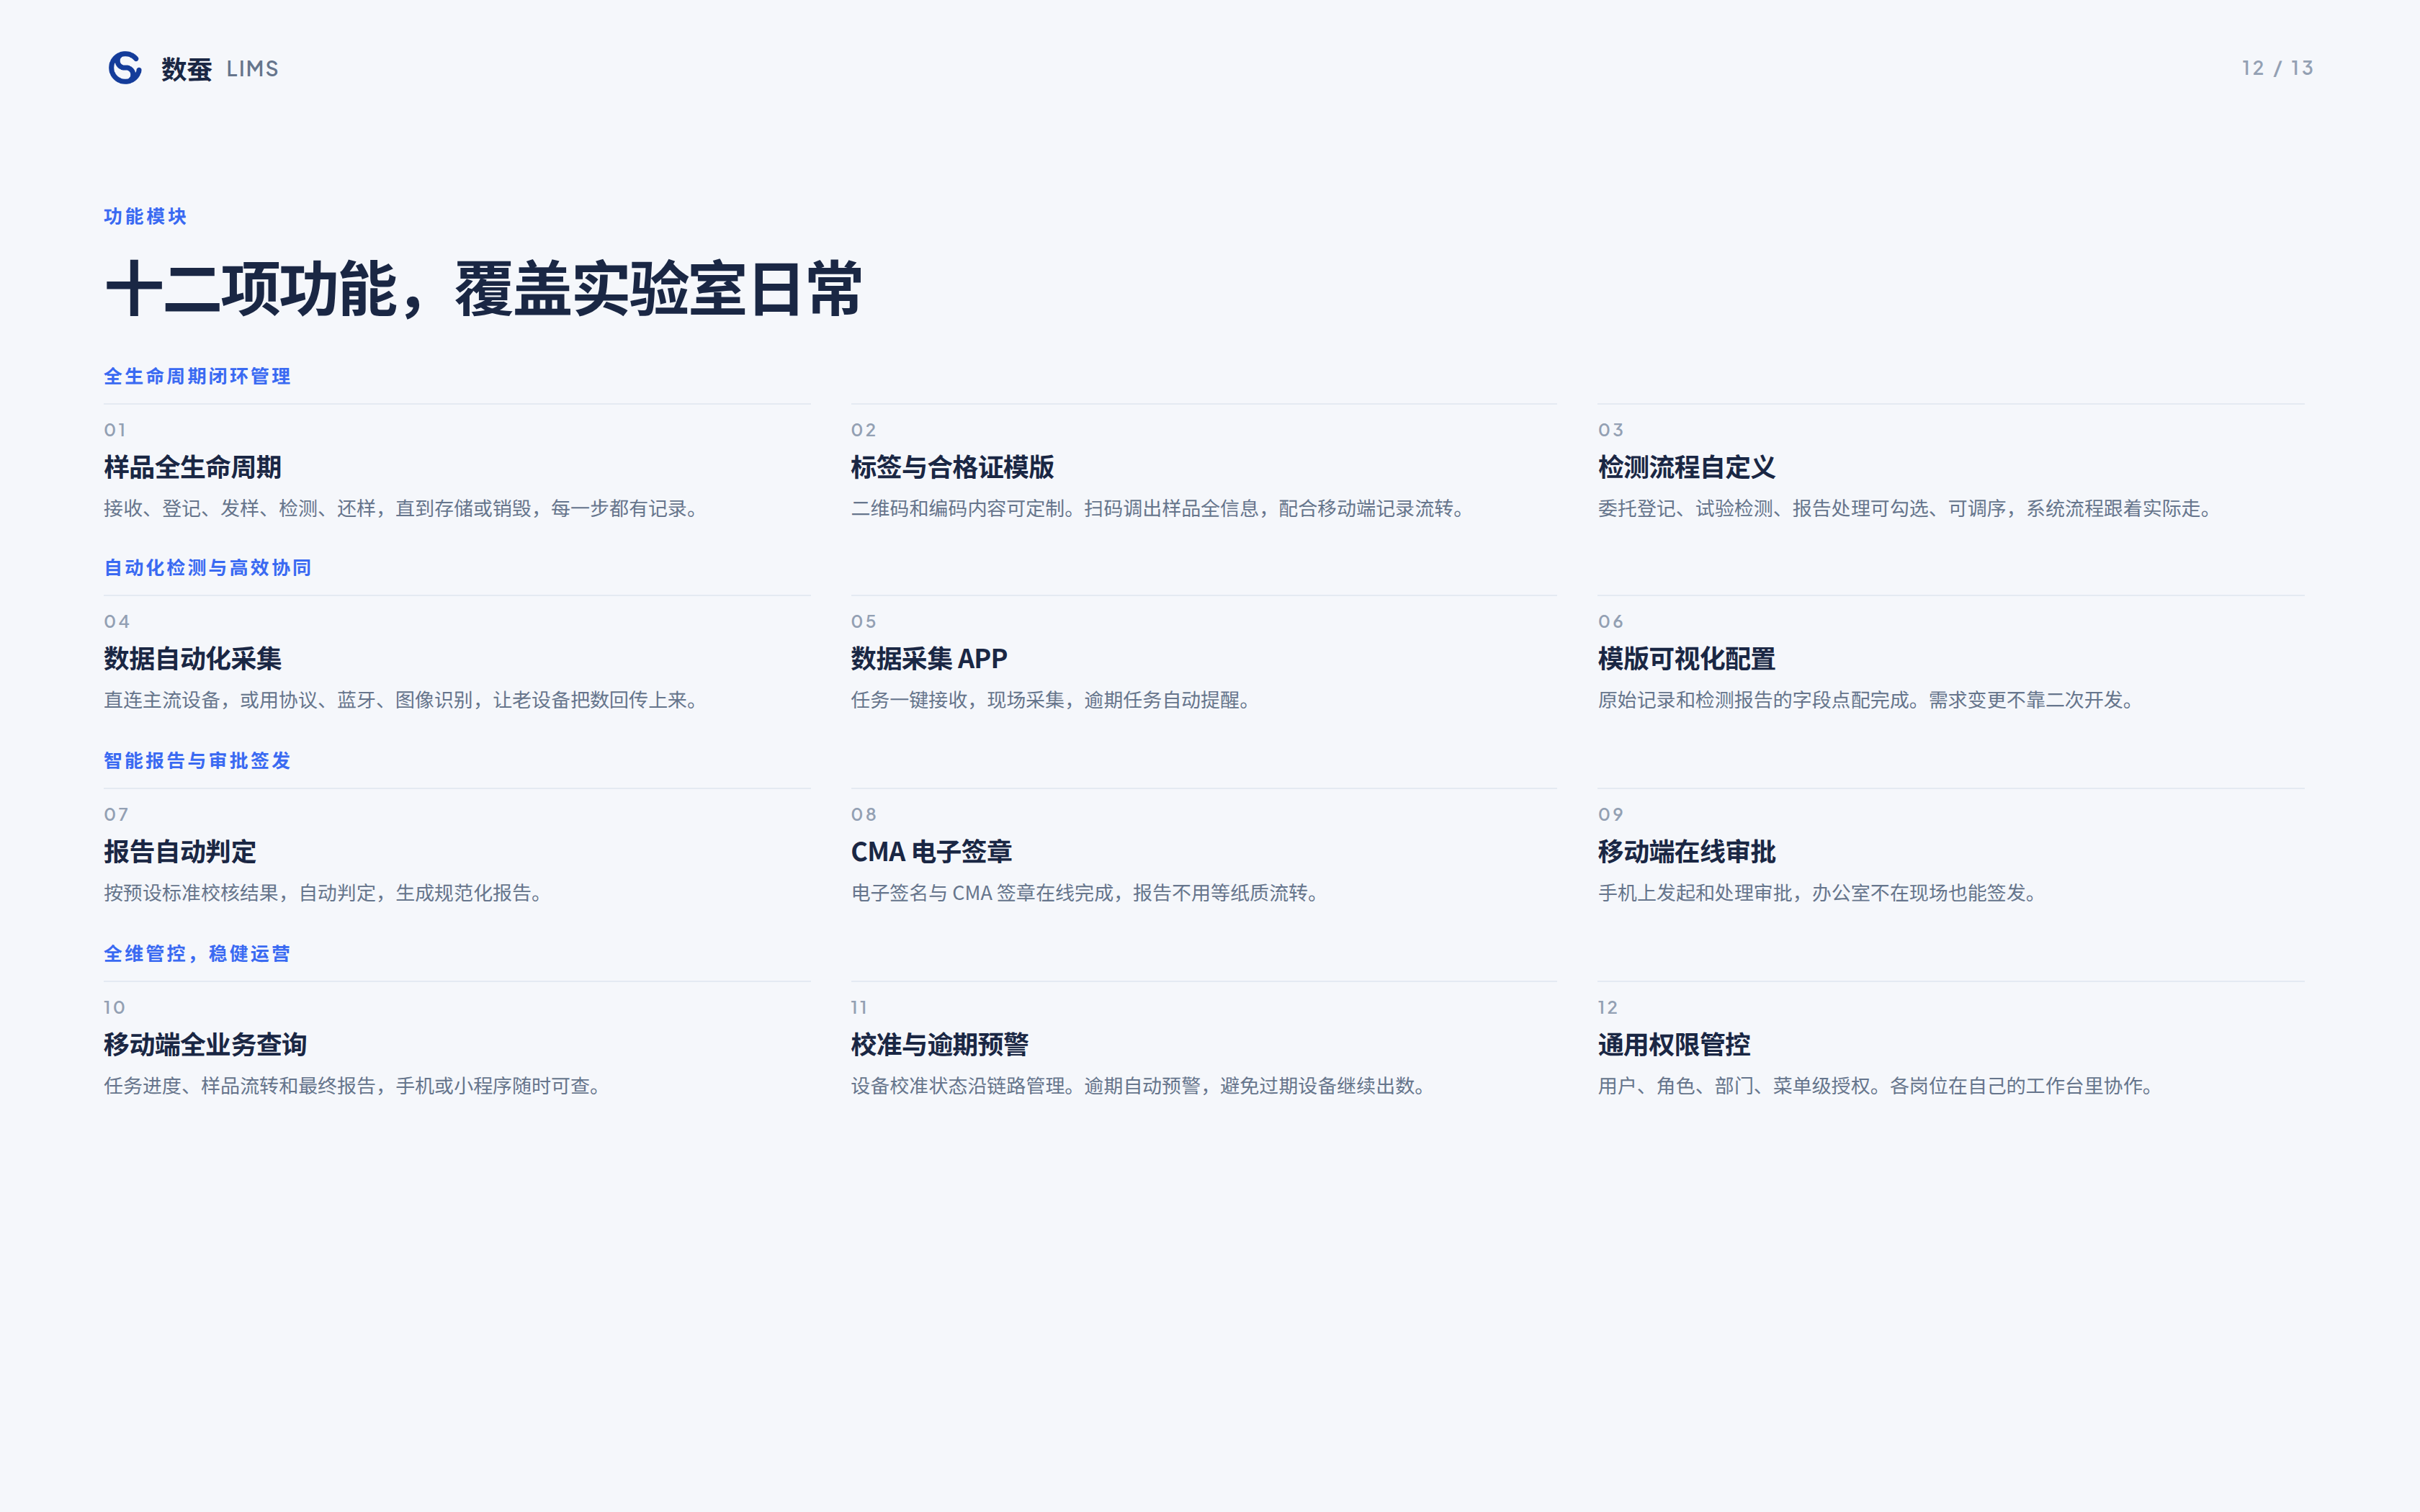 数蚕 LIMS
12 / 13
功能模块
十二项功能，覆盖实验室日常
全生命周期闭环管理
01
样品全生命周期
接收、登记、发样、检测、还样，直到存储或销毁，每一步都有记录。
02
标签与合格证模版
二维码和编码内容可定制。扫码调出样品全信息，配合移动端记录流转。
03
检测流程自定义
委托登记、试验检测、报告处理可勾选、可调序，系统流程跟着实际走。
自动化检测与高效协同
04
数据自动化采集
直连主流设备，或用协议、蓝牙、图像识别，让老设备把数回传上来。
05
数据采集 APP
任务一键接收，现场采集，逾期任务自动提醒。
06
模版可视化配置
原始记录和检测报告的字段点配完成。需求变更不靠二次开发。
智能报告与审批签发
07
报告自动判定
按预设标准校核结果，自动判定，生成规范化报告。
08
CMA 电子签章
电子签名与 CMA 签章在线完成，报告不用等纸质流转。
09
移动端在线审批
手机上发起和处理审批，办公室不在现场也能签发。
全维管控，稳健运营
10
移动端全业务查询
任务进度、样品流转和最终报告，手机或小程序随时可查。
11
校准与逾期预警
设备校准状态沿链路管理。逾期自动预警，避免过期设备继续出数。
12
通用权限管控
用户、角色、部门、菜单级授权。各岗位在自己的工作台里协作。